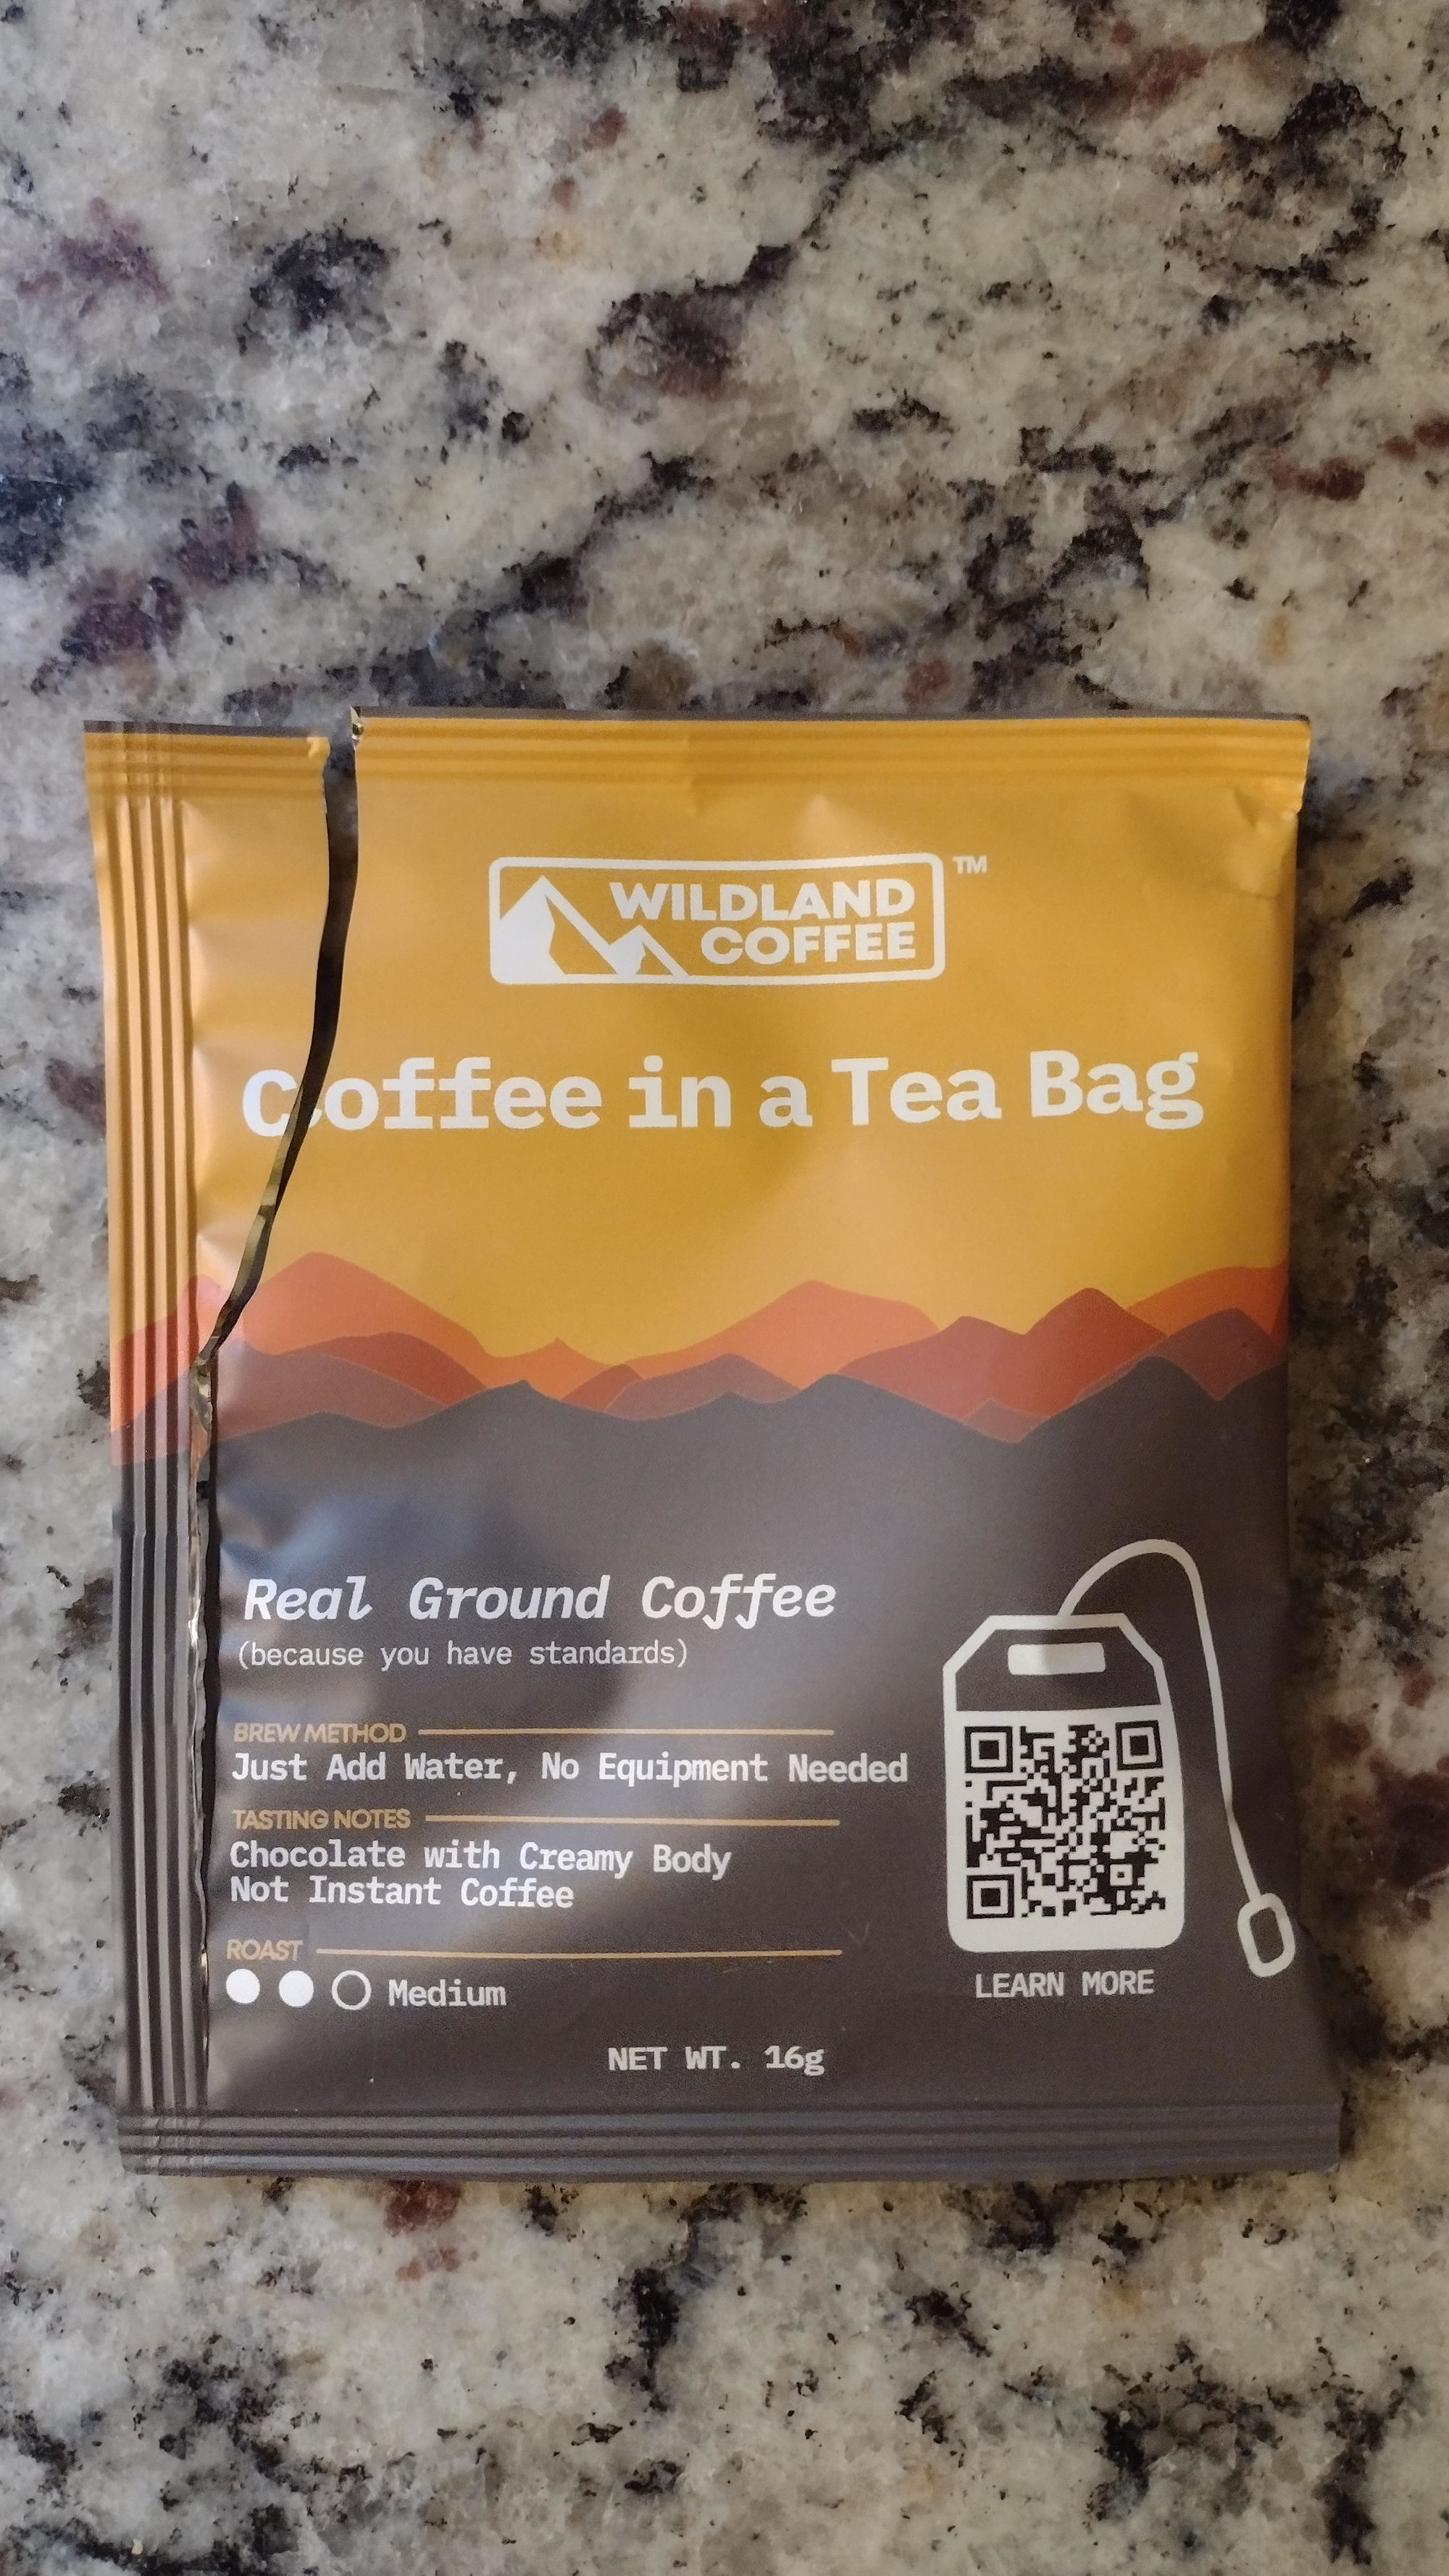 WILDLAND
COFFEE
TM
Coffee in a Tea Bag
Real Ground Coffee
(because you have standards)
BREW METHOD
Just Add Water, No Equipment Needed
TASTING NOTES
Chocolate with Creamy Body
Not Instant Coffee
ROAST
Medium
LEARN MORE
NET WT. 16g